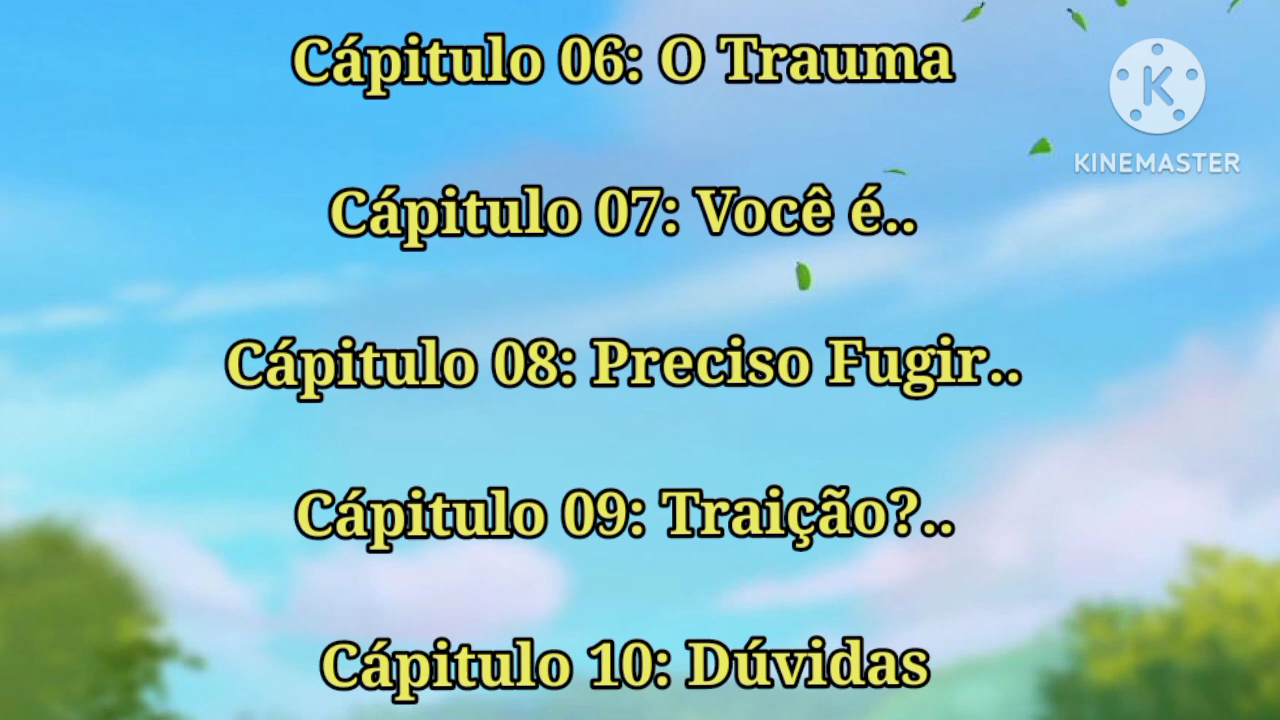 Cápitulo 06: O Trauma
KINEMASTER
Cápitulo 07: Você é..
Cápitulo 08: Preciso Fugir..
Cápitulo 09: Traição?..
Cápitulo 10: Dúvidas